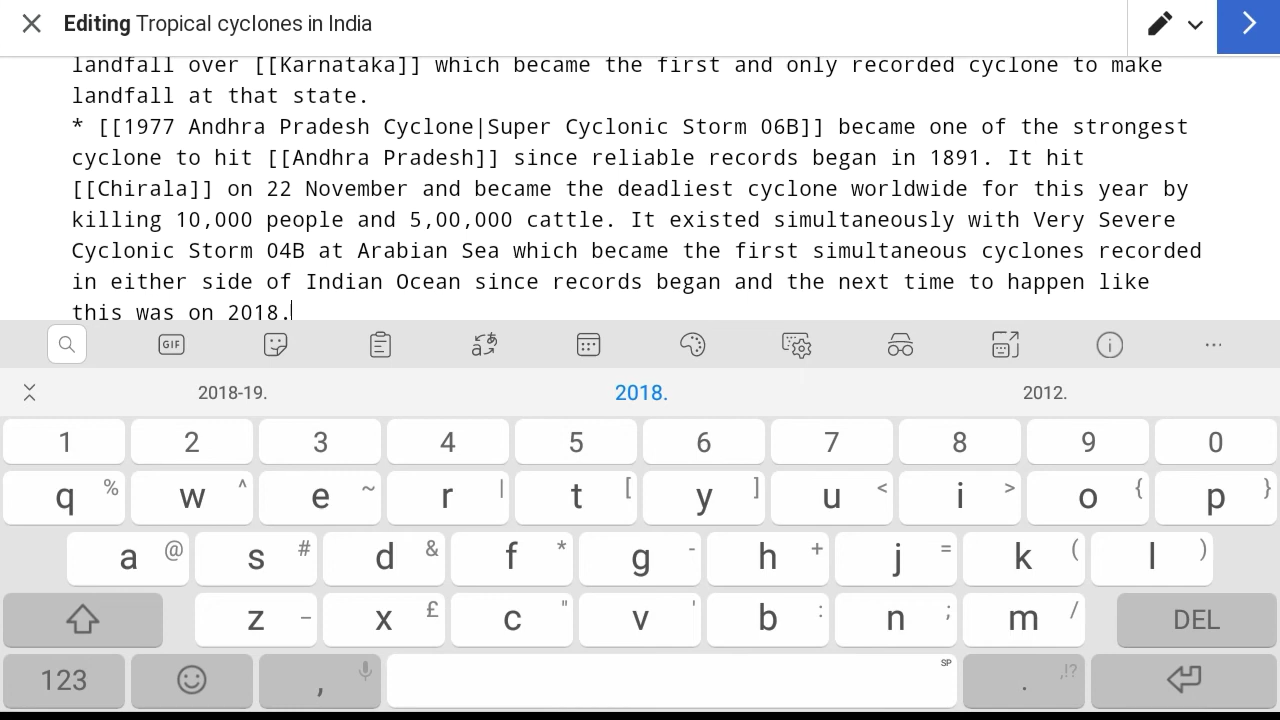 Editing Tropical cyclones in India
landfall over [[Karnataka]] which became the first and only recorded cyclone to make
landfall at that state.
* [[1977 Andhra Pradesh Cyclone|Super Cyclonic Storm 06B]] became one of the strongest
cyclone to hit [[Andhra Pradesh]] since reliable records began in 1891. It hit
[[Chirala]] on 22 November and became the deadliest cyclone worldwide for this year by
killing 10,000 people and 5,00,000 cattle. It existed simultaneously with Very Severe
Cyclonic Storm 04B at Arabian Sea which became the first simultaneous cyclones recorded
in either side of Indian Ocean since records began and the next time to happen like
this was on 2018.
GIF
2018-19. 2018. 2012.
1 2 3 4 5 6 7 8 9 0
q % w ^ e ~ r | t [ y ] u < i > o { p }
a @ s # d & f * g - h + j = k ( l )
z _ x £ c " v ' b : n ; m / DEL
123 , SP . ,!?